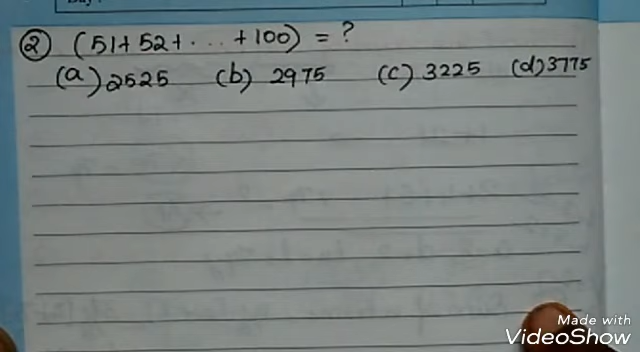 ② (51+ 52+ ... +100) = ?
(a) 2525 (b) 2975 (c) 3225 (d) 3775
Made with
VideoShow